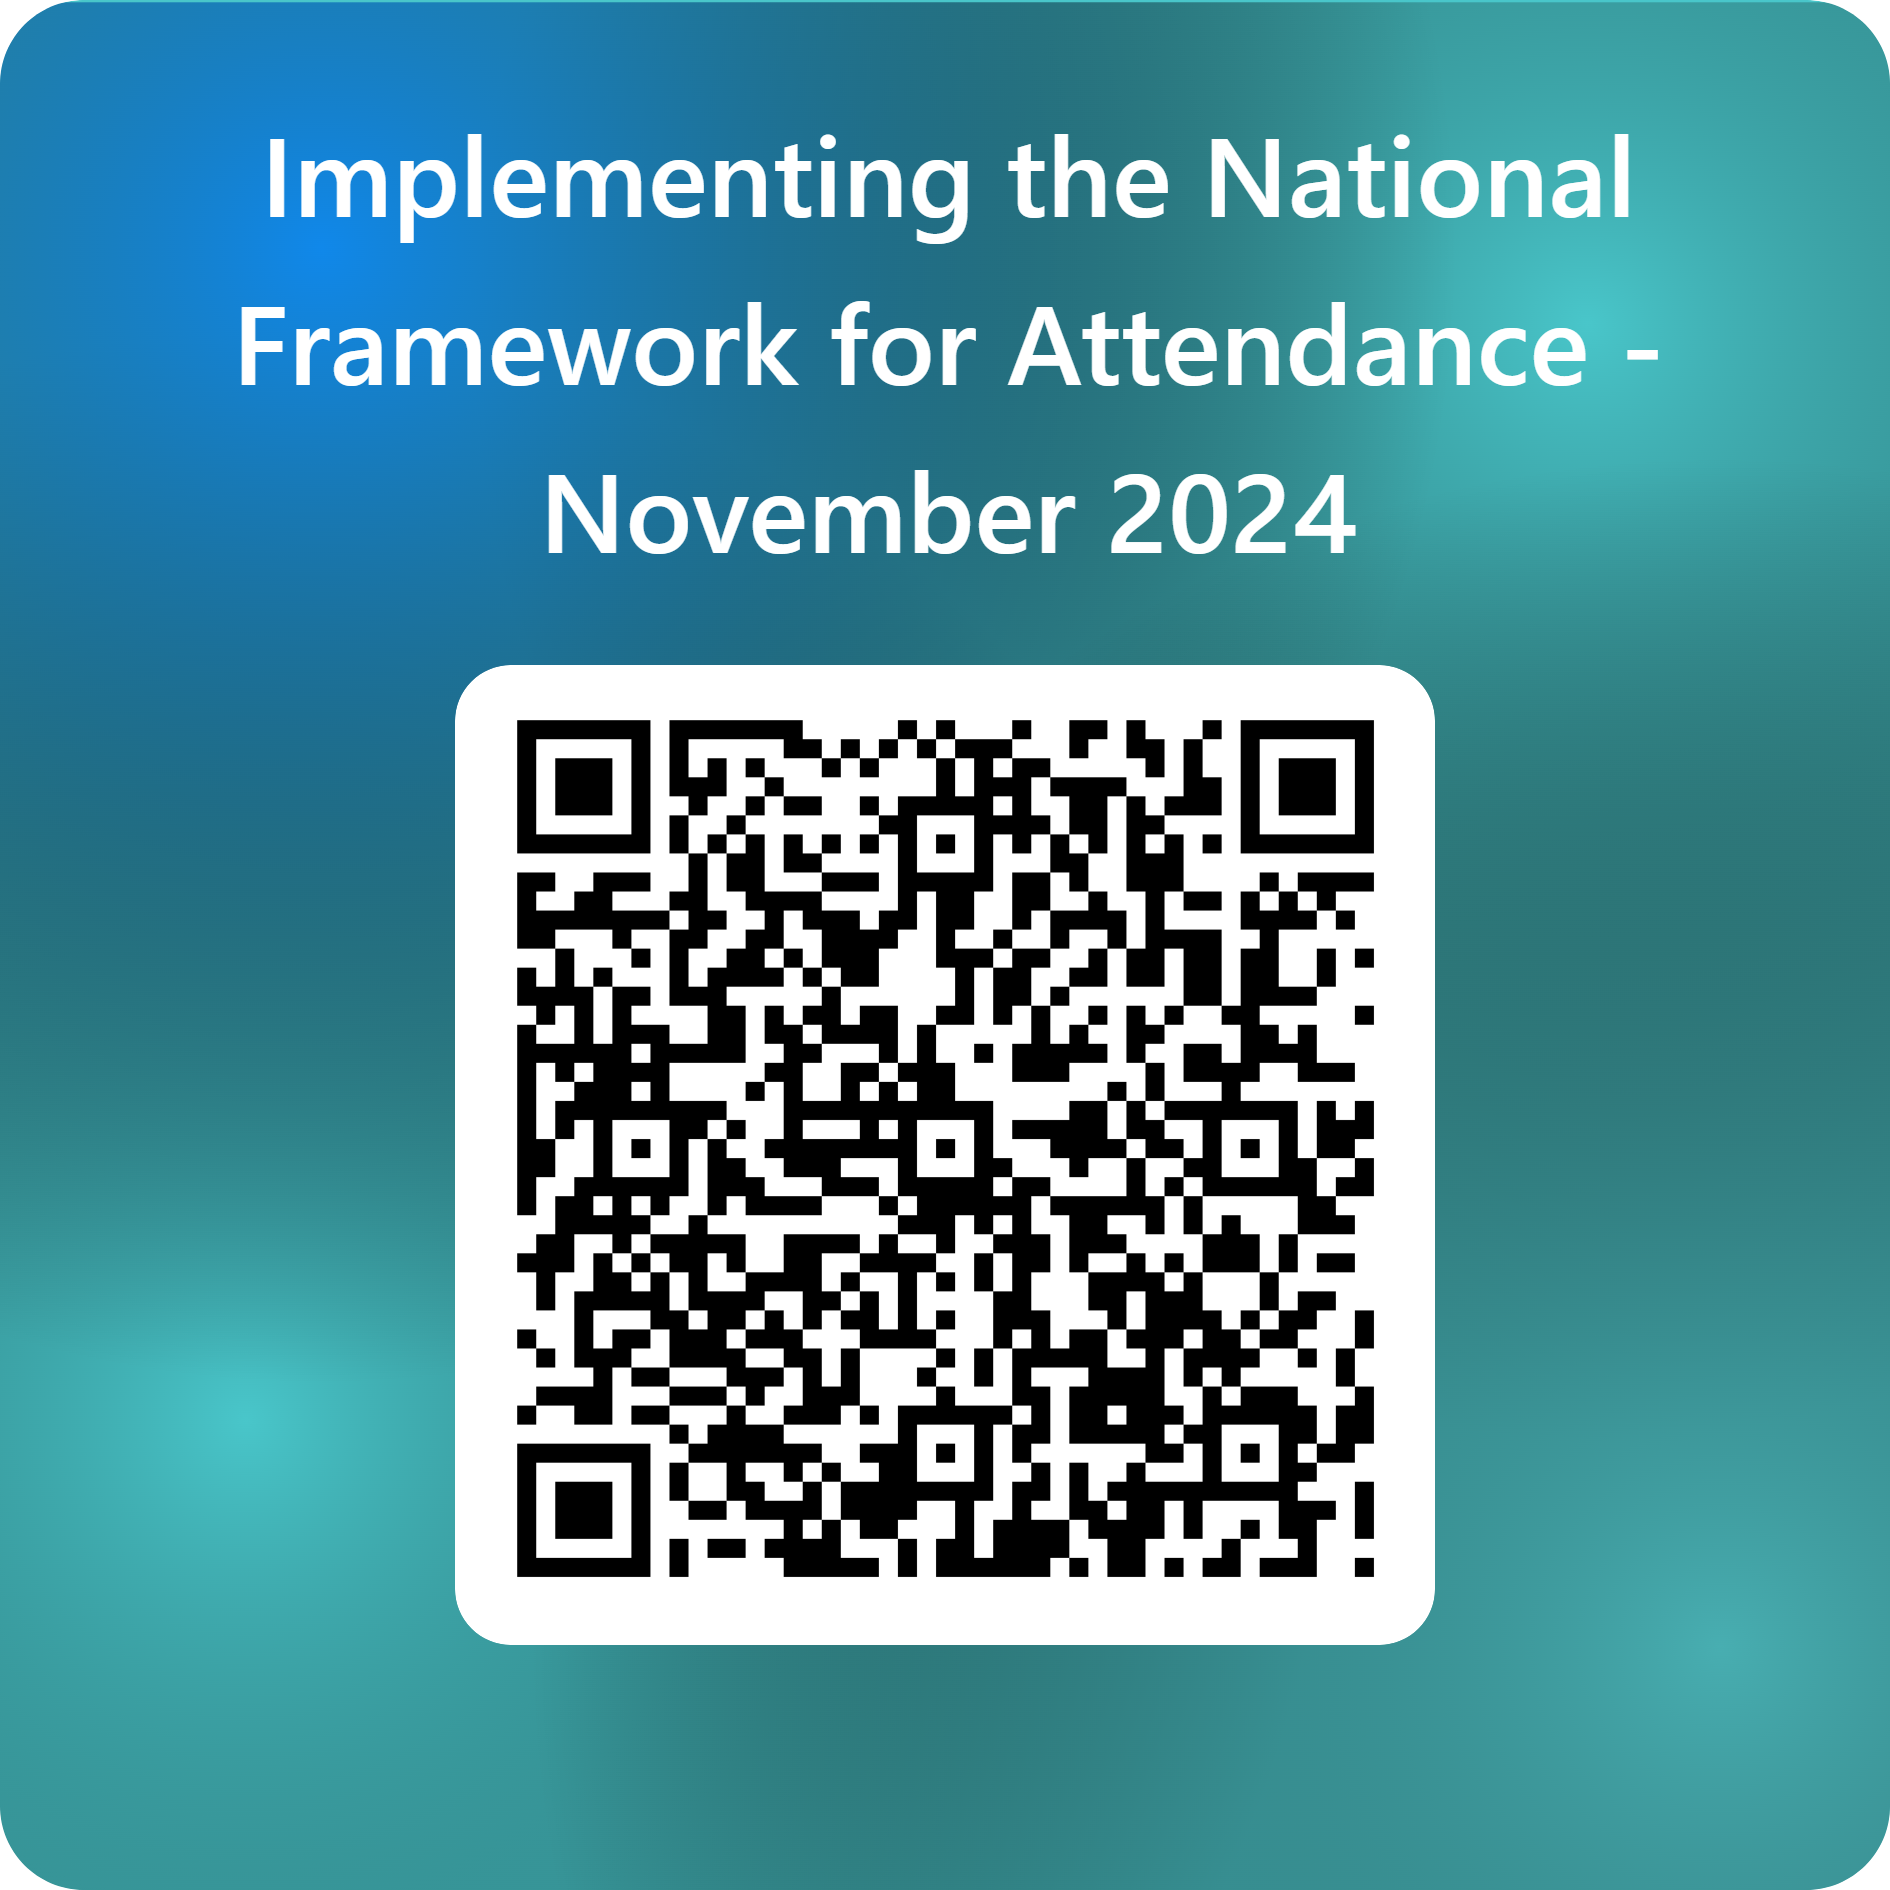 Implementing the National
Framework for Attendance -
November 2024